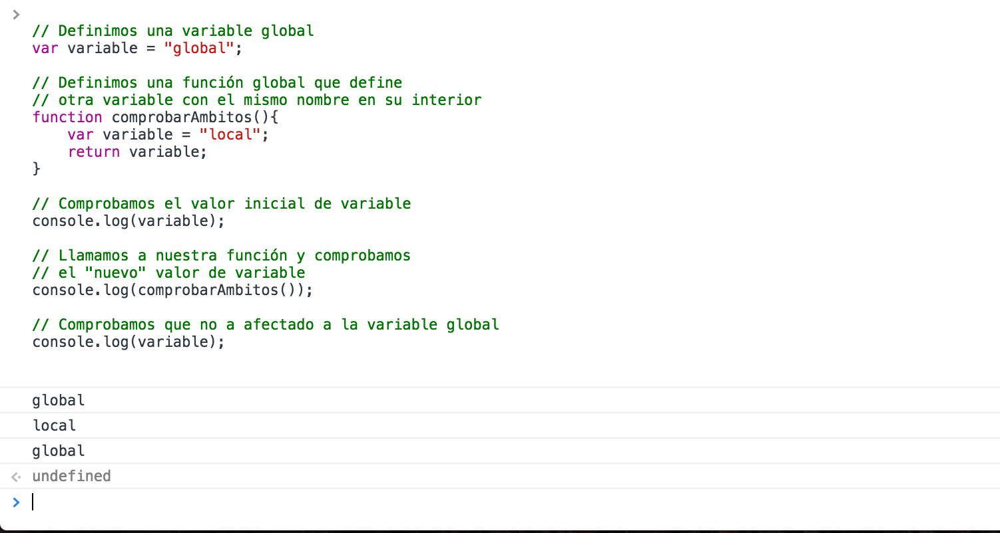 // Definimos una variable global
var variable = "global";
// Definimos una función global que define
// otra variable con el mismo nombre en su interior
function comprobarAmbitos(){
var variable = "local";
return variable;
}
// Comprobamos el valor inicial de variable
console.log(variable);
// Llamamos a nuestra función y comprobamos
// el "nuevo" valor de variable
console.log(comprobarAmbitos());
// Comprobamos que no a afectado a la variable global
console.log(variable);
global
local
global
undefined